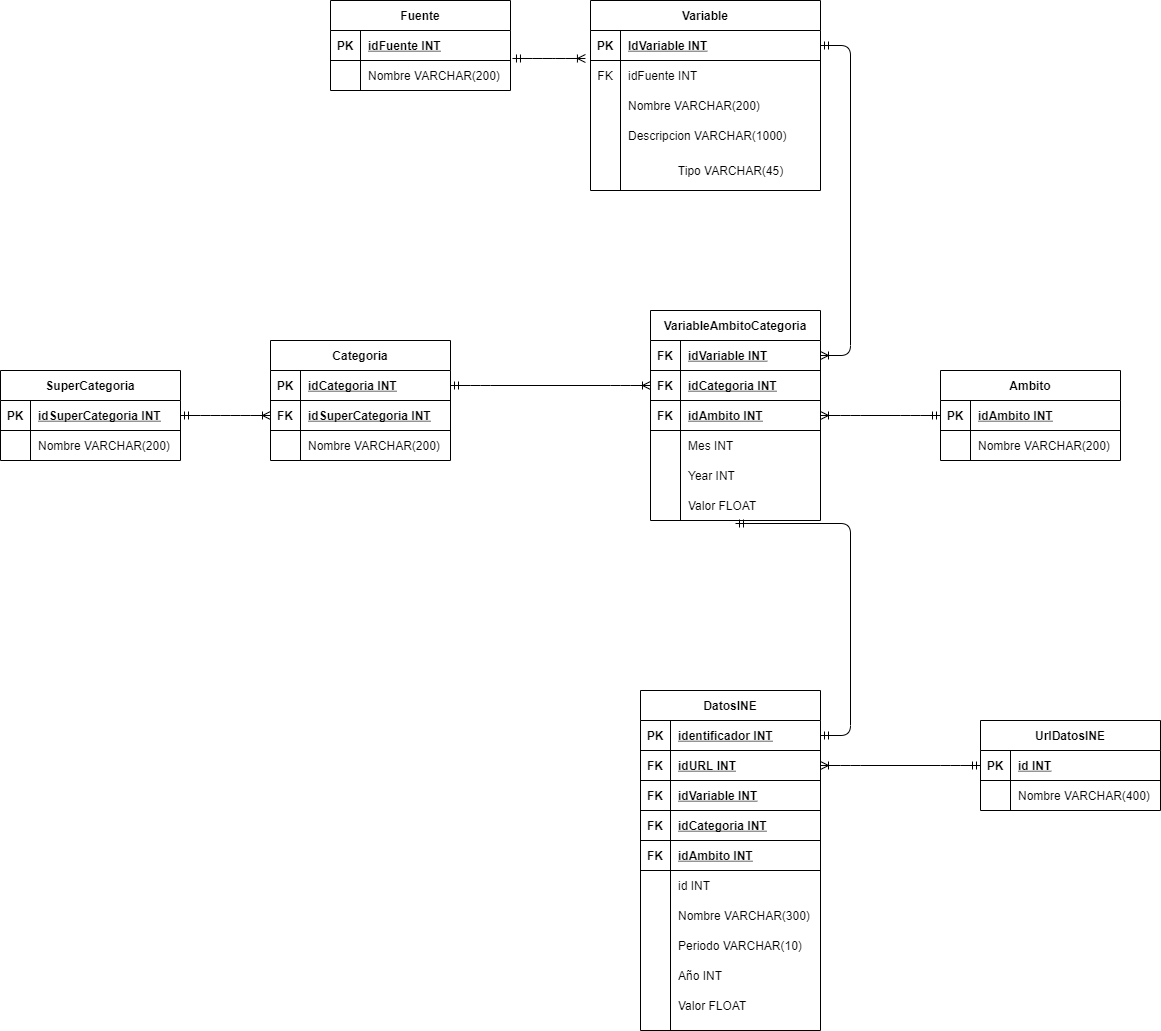 Fuente
PK idFuente INT
Nombre VARCHAR(200)
Variable
PK IdVariable INT
FK idFuente INT
Nombre VARCHAR(200)
Descripcion VARCHAR(1000)
Tipo VARCHAR(45)
SuperCategoria
PK idSuperCategoria INT
Nombre VARCHAR(200)
Categoria
PK idCategoria INT
FK idSuperCategoria INT
Nombre VARCHAR(200)
VariableAmbitoCategoria
FK idVariable INT
FK idCategoria INT
FK idAmbito INT
Mes INT
Year INT
Valor FLOAT
Ambito
PK idAmbito INT
Nombre VARCHAR(200)
DatosINE
PK identificador INT
FK idURL INT
FK idVariable INT
FK idCategoria INT
FK idAmbito INT
id INT
Nombre VARCHAR(300)
Periodo VARCHAR(10)
Año INT
Valor FLOAT
UrlDatosINE
PK id INT
Nombre VARCHAR(400)